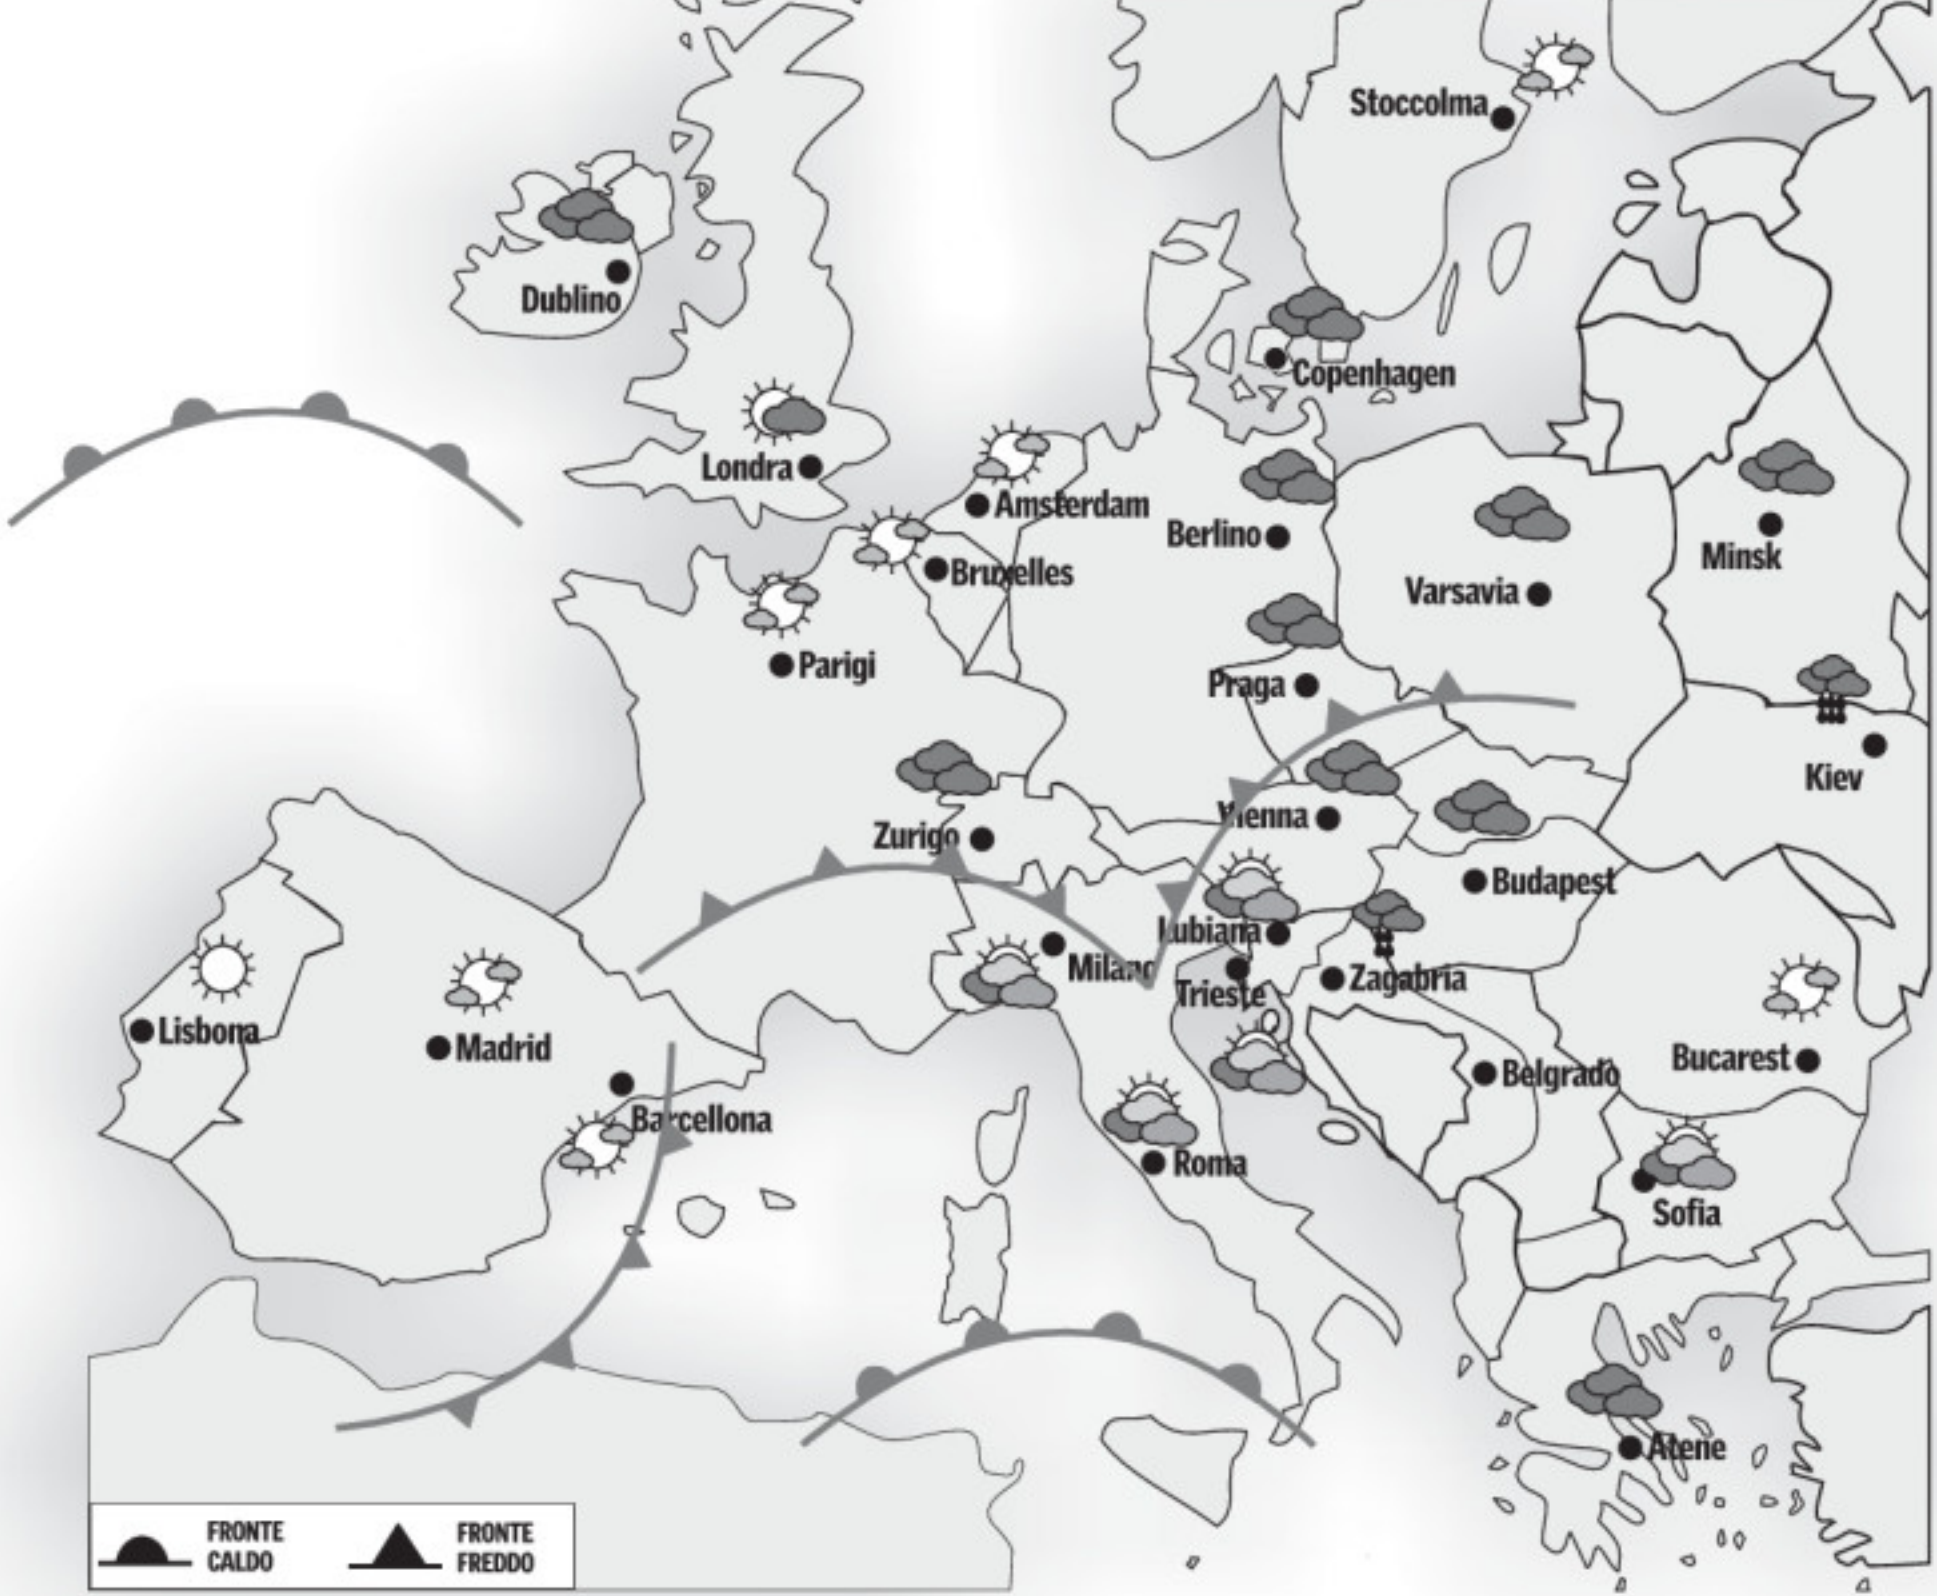 Stoccolma
Dublino
Copenhagen
Londra
Amsterdam
Berlino
Minsk
Bruxelles
Varsavia
Parigi
Praga
Kiev
Vienna
Zurigo
Budapest
Lubiana
Milano
Zagabria
Trieste
Lisbona
Madrid
Belgrado
Bucarest
Barcellona
Roma
Sofia
Atene
FRONTE
CALDO
FRONTE
FREDDO